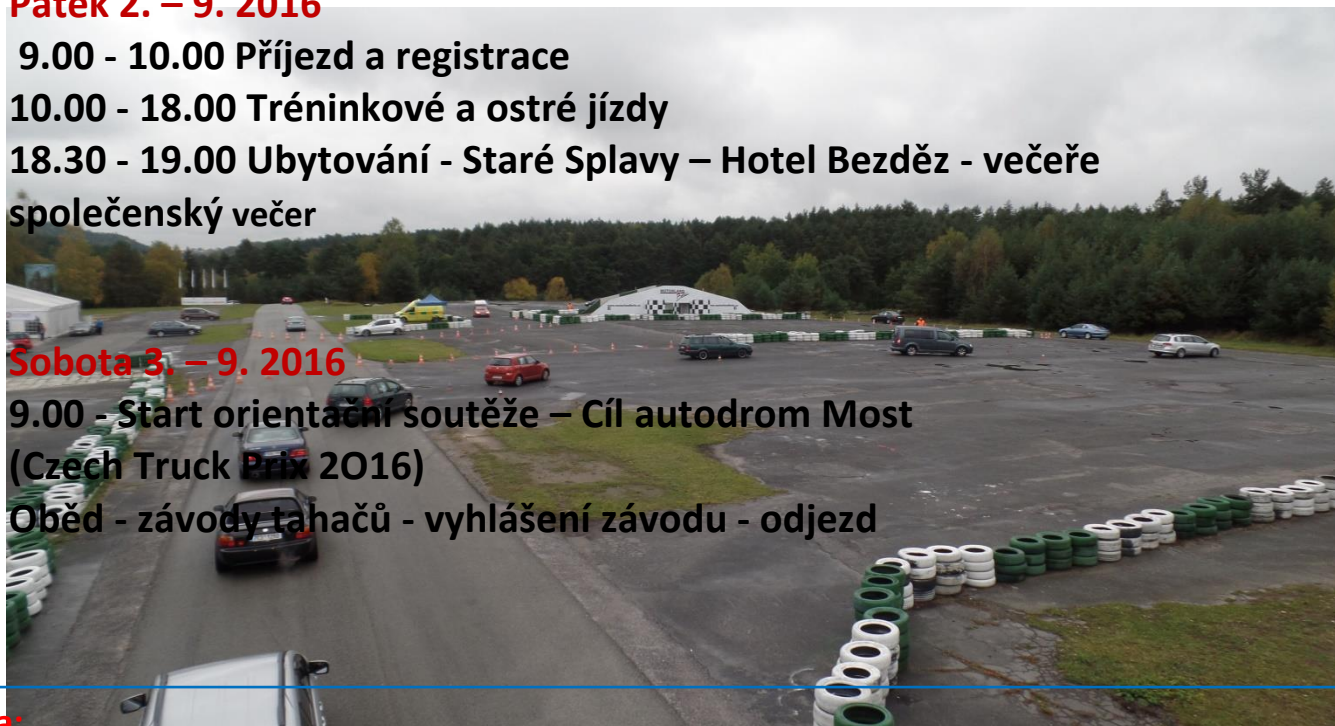 Pátek 2. – 9. 2016
9.00 - 10.00 Příjezd a registrace
10.00 - 18.00 Tréninkové a ostré jízdy
18.30 - 19.00 Ubytování - Staré Splavy – Hotel Bezděz - večeře
společenský večer
Sobota 3. – 9. 2016
9.00 - Start orientační soutěže – Cíl autodrom Most
(Czech Truck Prix 2O16)
Oběd - závody tahačů - vyhlášení závodu - odjezd